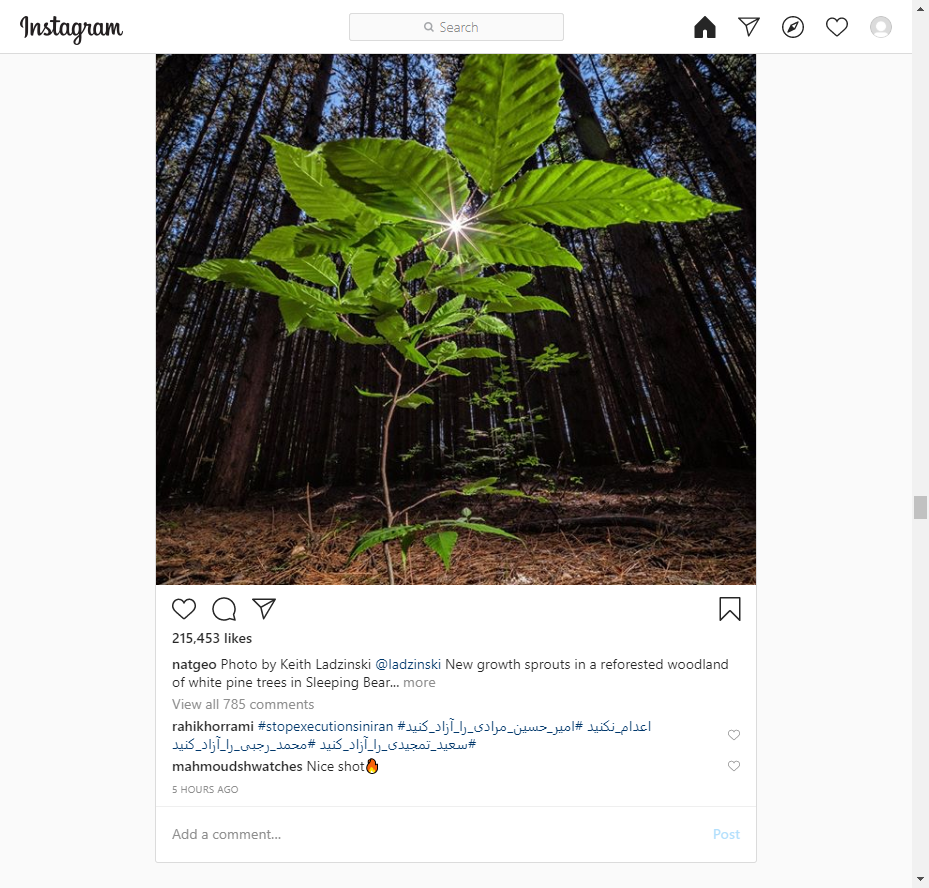 Instagram
Search
215,453 likes
natgeo Photo by Keith Ladzinski @ladzinski New growth sprouts in a reforested woodland
of white pine trees in Sleeping Bear... more
View all 785 comments
rahikhorrami #stopexecutionsiniran #اعدام_نکنید #امیر_حسین_مرادی_را_آزاد_کنید
#سعید_تمجیدی_را_آزاد_کنید #محمد_رجبی_را_آزاد_کنید
mahmoudshwatches Nice shot🔥
5 HOURS AGO
Add a comment... Post